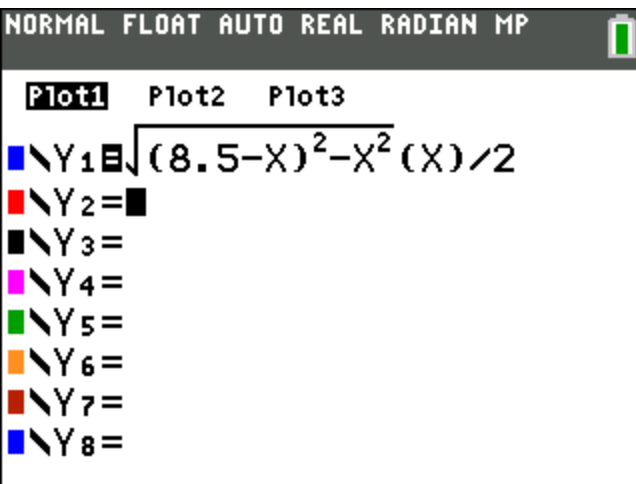 NORMAL FLOAT AUTO REAL RADIAN MP
Plot1 Plot2 Plot3
\Y1=√(8.5-X)²-X²(X)/2
\Y2=
\Y3=
\Y4=
\Y5=
\Y6=
\Y7=
\Y8=